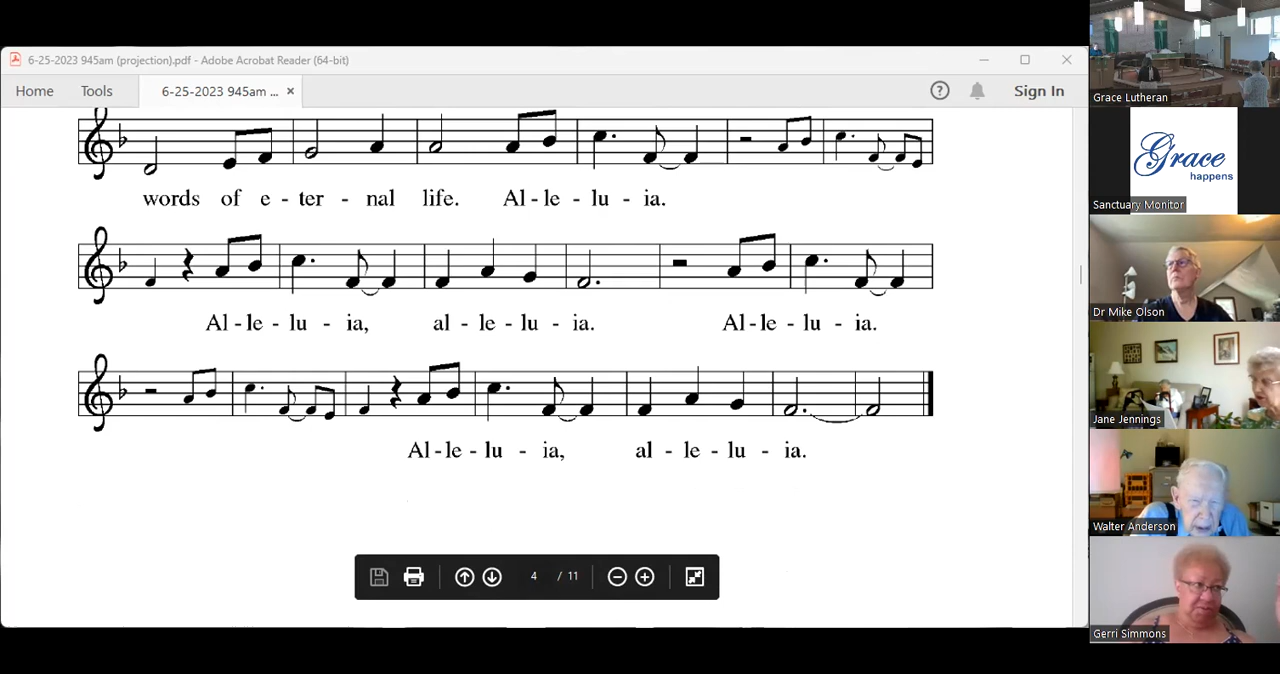 6-25-2023 945am (projection).pdf - Adobe Acrobat Reader (64-bit)
Home Tools 6-25-2023 945am ... × Sign In
words of e - ter - nal life. Al - le - lu - ia.
Al - le - lu - ia, al - le - lu - ia. Al - le - lu - ia.
Al - le - lu - ia, al - le - lu - ia.
4 / 11
Grace Lutheran
Grace
happens
Sanctuary Monitor
Dr Mike Olson
Jane Jennings
Walter Anderson
Gerri Simmons